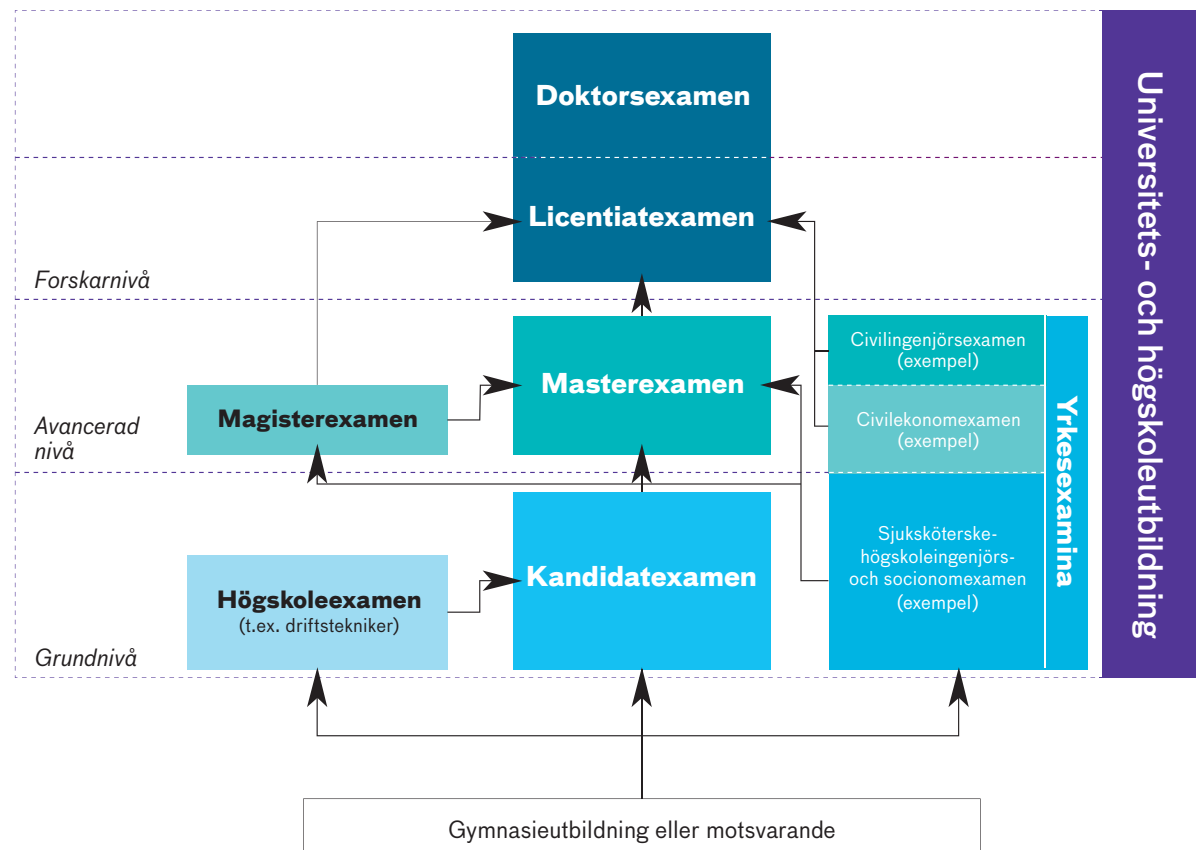 Doktorsexamen
Licentiatexamen
Forskarnivå
Masterexamen
Civilingenjörsexamen
(exempel)
Magisterexamen
Civilekonomexamen
(exempel)
Avancerad
nivå
Kandidatexamen
Sjuksköterske-
högskoleingenjörs-
och socionomexamen
(exempel)
Högskoleexamen
(t.ex. driftstekniker)
Grundnivå
Yrkesexamina
Universitets- och högskoleutbildning
Gymnasieutbildning eller motsvarande